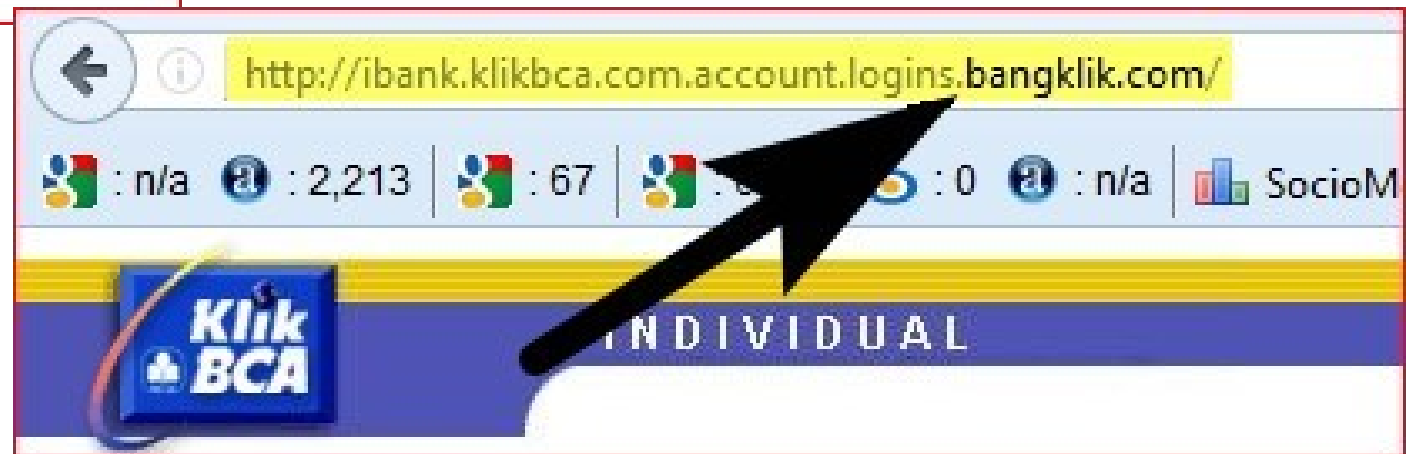 http://ibank.klikbca.com.account.logins.bangklik.com/
: n/a : 2,213 : 67 : 0 : n/a SocioM
Klik
BCA
INDIVIDUAL